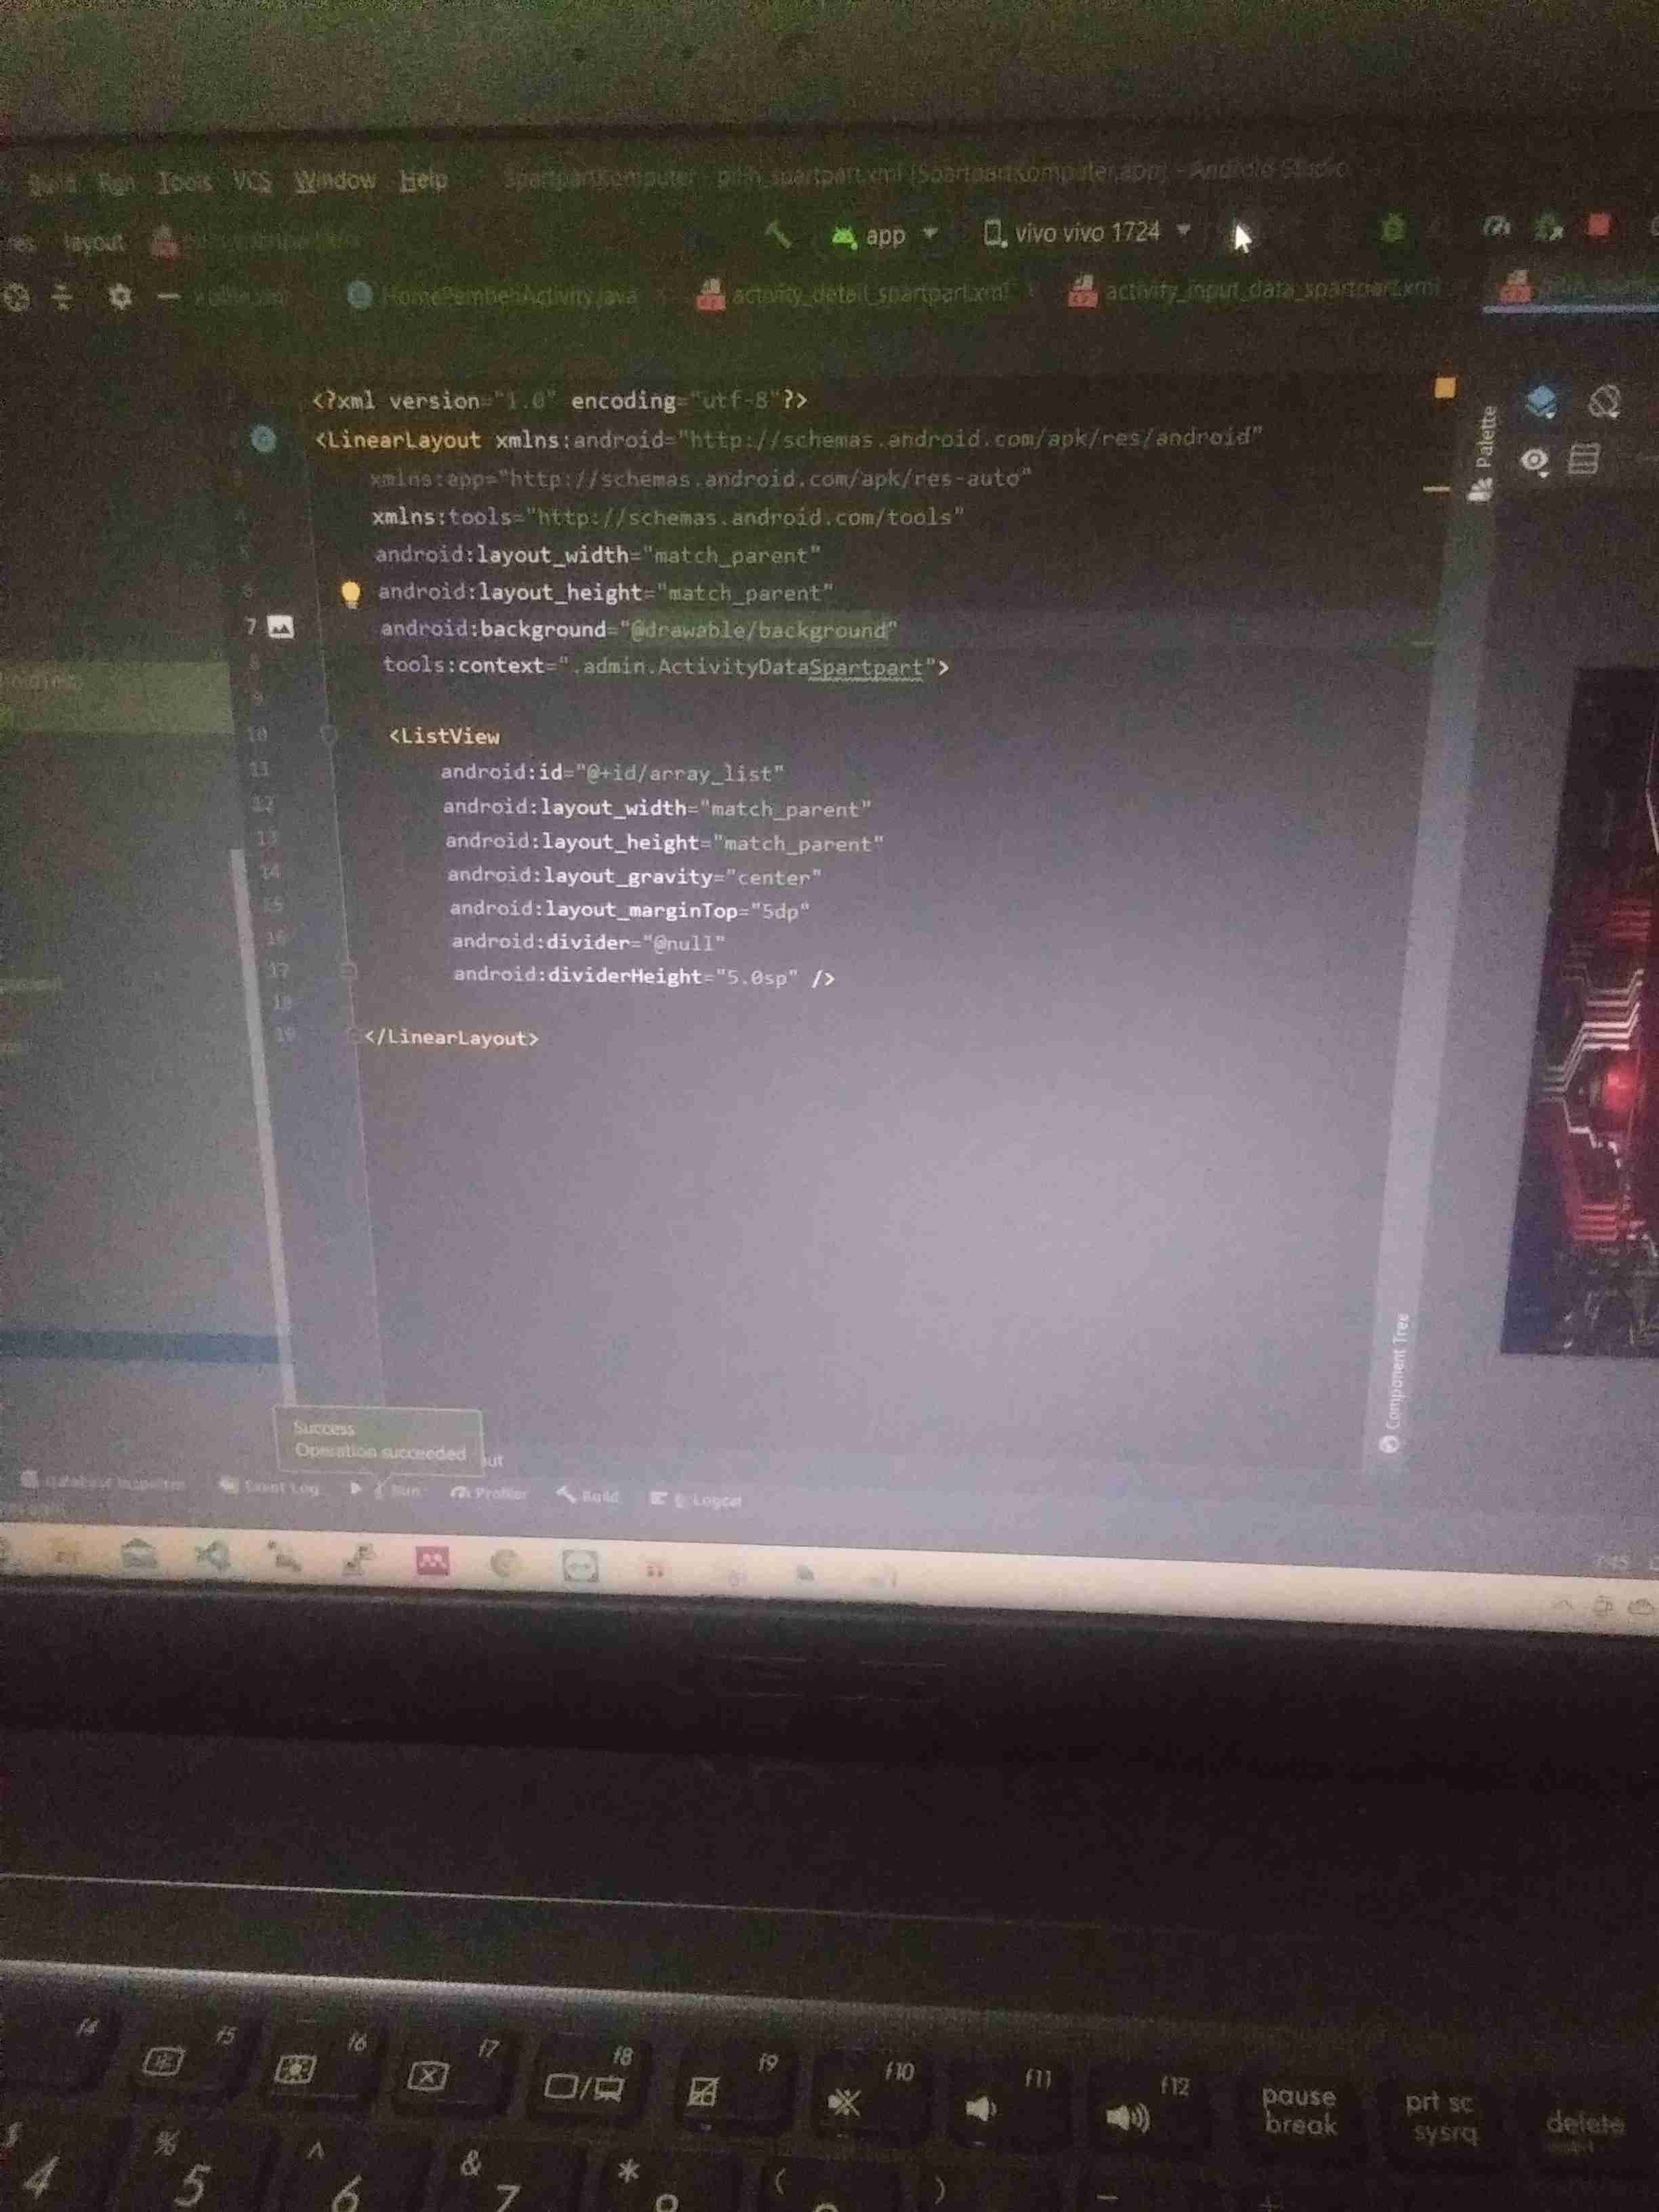 Build Run Tools VCS Window Help SpartpartKomputer - pilih_spartpart.xml [SpartpartKomputer.app] - Android Studio
res layout
app vivo vivo 1724
HomePembeliActivity.java activity_detail_spartpart.xml activity_input_data_spartpart.xml
<?xml version="1.0" encoding="utf-8"?>
<LinearLayout xmlns:android="http://schemas.android.com/apk/res/android"
3 xmlns:app="http://schemas.android.com/apk/res-auto"
4 xmlns:tools="http://schemas.android.com/tools"
5 android:layout_width="match_parent"
6 android:layout_height="match_parent"
7 android:background="@drawable/background"
8 tools:context=".admin.ActivityDataSpartpart">
9
10 <ListView
11 android:id="@+id/array_list"
12 android:layout_width="match_parent"
13 android:layout_height="match_parent"
14 android:layout_gravity="center"
15 android:layout_marginTop="5dp"
16 android:divider="@null"
17 android:dividerHeight="5.0sp" />
18
19 </LinearLayout>
Palette
Component Tree
Success
Operation succeeded
Database Inspector Event Log Run Profiler Build Logcat
f4 f5 f6 f7 f8 f9 f10 f11 f12 pause break prt sc sysrq delete
$ 4 % 5 ^ 6 & 7 * ( )